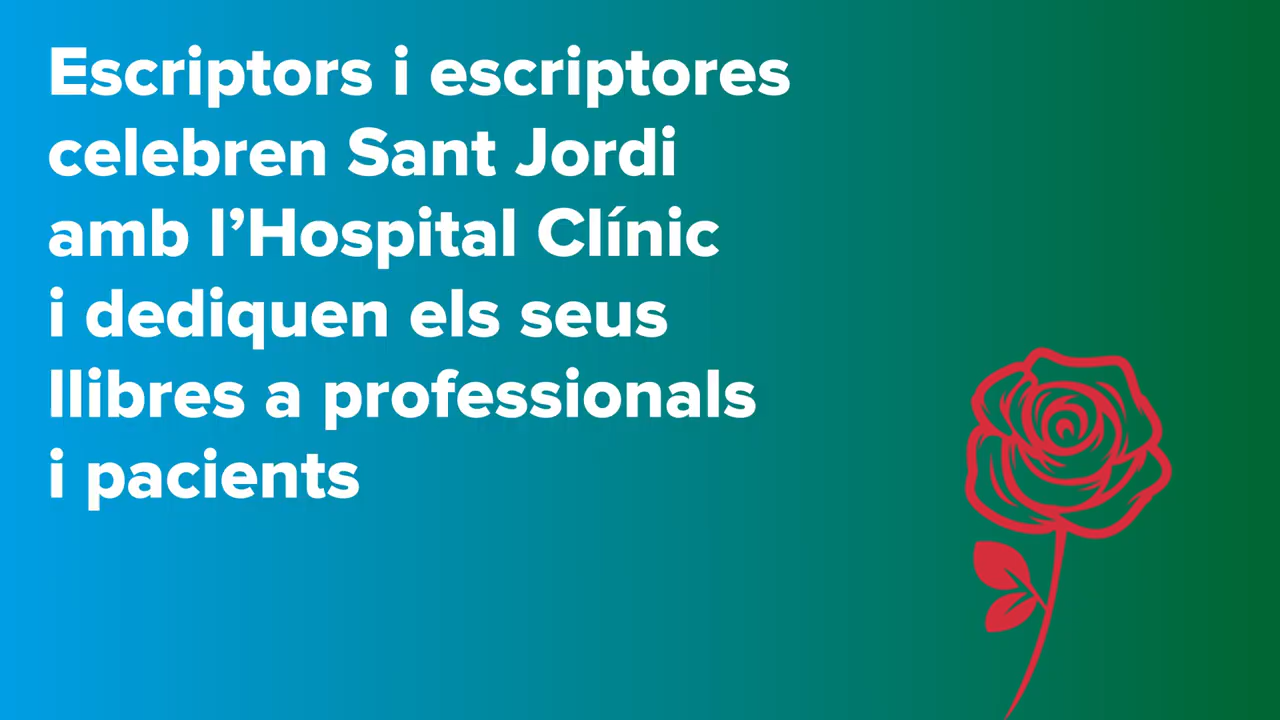 Escriptors i escriptores
celebren Sant Jordi
amb l’Hospital Clínic
i dediquen els seus
llibres a professionals
i pacients